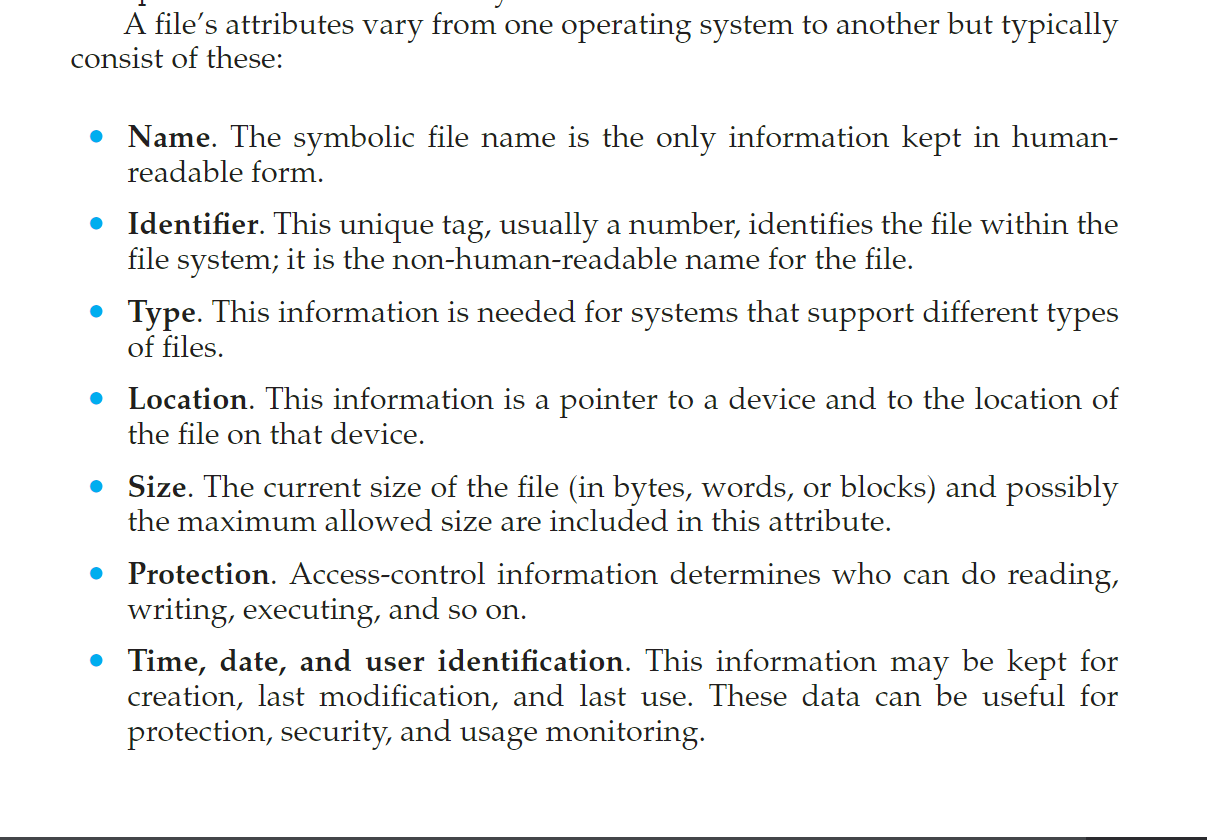 A file's attributes vary from one operating system to another but typically
consist of these:
• Name. The symbolic file name is the only information kept in human-
readable form.
• Identifier. This unique tag, usually a number, identifies the file within the
file system; it is the non-human-readable name for the file.
• Type. This information is needed for systems that support different types
of files.
• Location. This information is a pointer to a device and to the location of
the file on that device.
• Size. The current size of the file (in bytes, words, or blocks) and possibly
the maximum allowed size are included in this attribute.
• Protection. Access-control information determines who can do reading,
writing, executing, and so on.
• Time, date, and user identification. This information may be kept for
creation, last modification, and last use. These data can be useful for
protection, security, and usage monitoring.